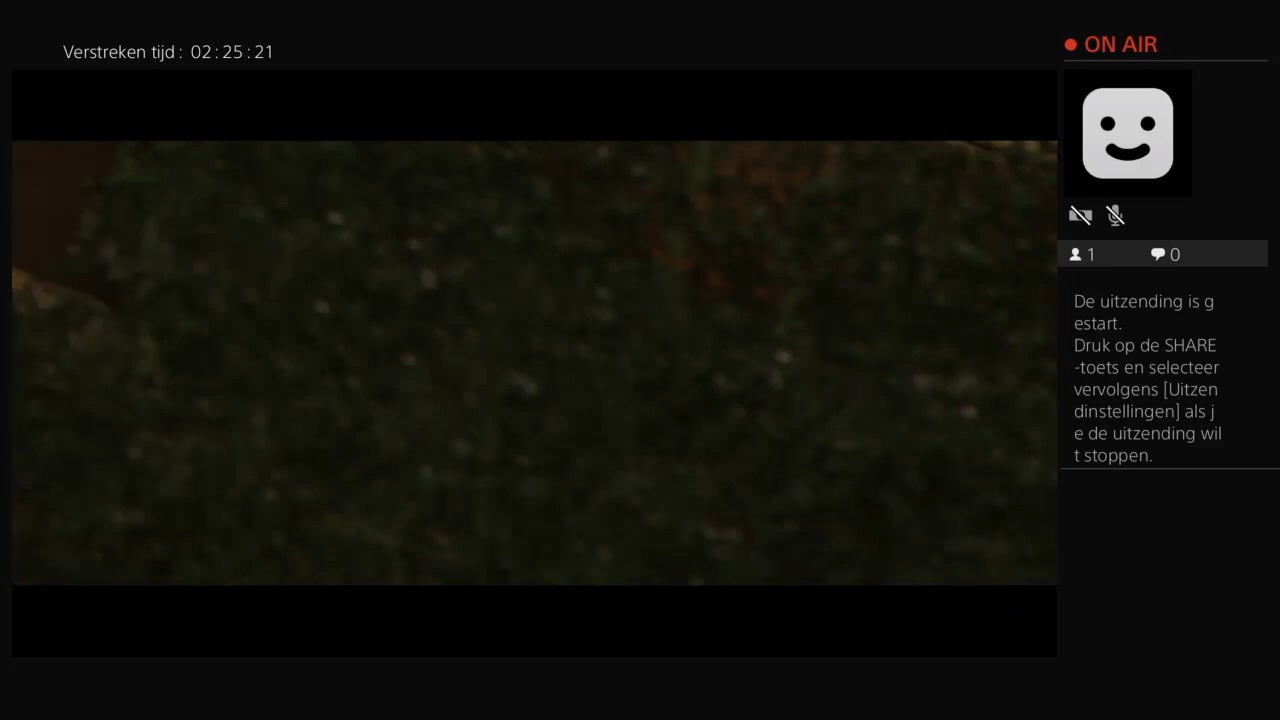 Verstreken tijd : 02 : 25 : 21
ON AIR
1 0
De uitzending is g
estart.
Druk op de SHARE
-toets en selecteer
vervolgens [Uitzen
dinstellingen] als j
e de uitzending wil
t stoppen.